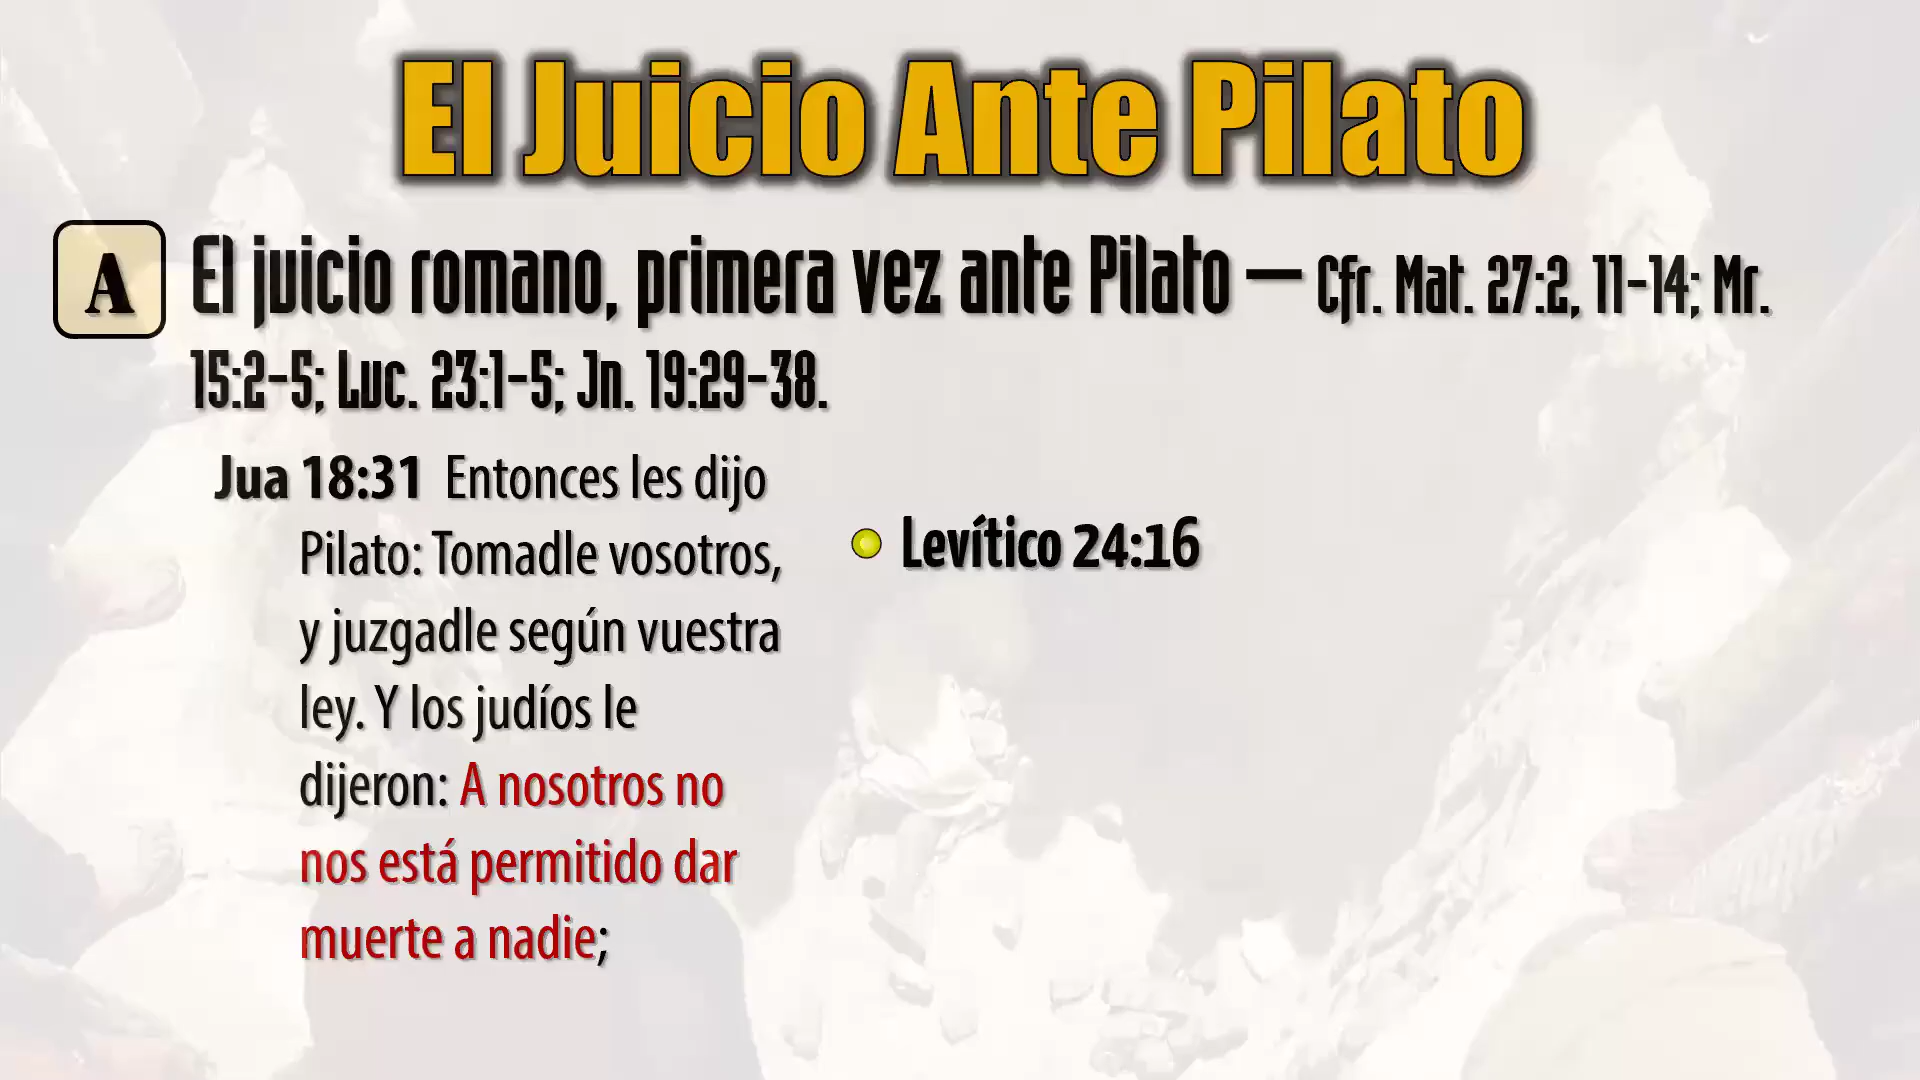 El Juicio Ante Pilato
A El juicio romano, primera vez ante Pilato — Cfr. Mat. 27:2, 11-14; Mr.
15:2-5; Luc. 23:1-5; Jn. 19:29-38.
Jua 18:31 Entonces les dijo
Pilato: Tomadle vosotros,
y juzgadle según vuestra
ley. Y los judíos le
dijeron: A nosotros no
nos está permitido dar
muerte a nadie;
Levítico 24:16